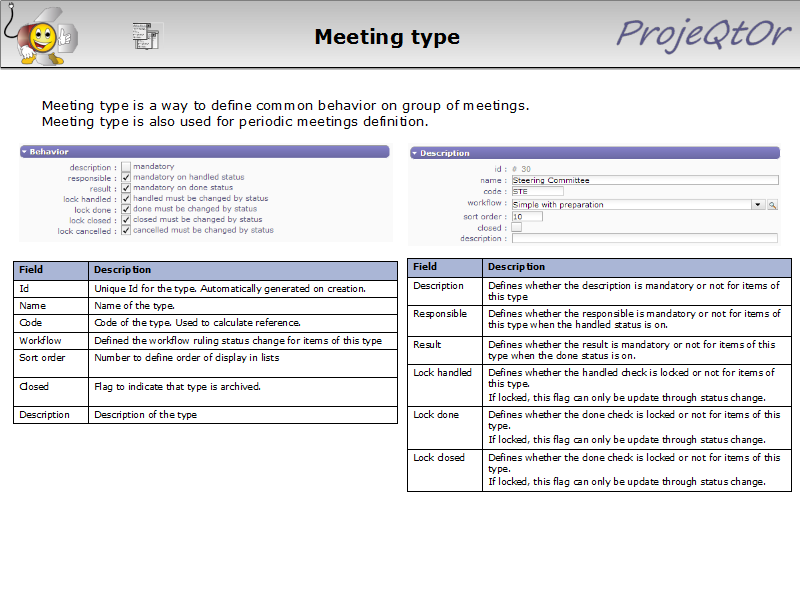 Meeting type
ProjeQtOr
Meeting type is a way to define common behavior on group of meetings.
Meeting type is also used for periodic meetings definition.
Behavior
description : mandatory
responsible : mandatory on handled status
result : mandatory on done status
lock handled : handled must be changed by status
lock done : done must be changed by status
lock closed : closed must be changed by status
lock cancelled : cancelled must be changed by status
Description
id : # 30
name : Steering Committee
code : STE
workflow : Simple with preparation
sort order : 10
closed :
description :
Field Description
Id Unique Id for the type. Automatically generated on creation.
Name Name of the type.
Code Code of the type. Used to calculate reference.
Workflow Defined the workflow ruling status change for items of this type
Sort order Number to define order of display in lists
Closed Flag to indicate that type is archived.
Description Description of the type
Field Description
Description Defines whether the description is mandatory or not for items of
this type
Responsible Defines whether the responsible is mandatory or not for items of
this type when the handled status is on.
Result Defines whether the result is mandatory or not for items of this
type when the done status is on.
Lock handled Defines whether the handled check is locked or not for items of
this type.
If locked, this flag can only be update through status change.
Lock done Defines whether the done check is locked or not for items of this
type.
If locked, this flag can only be update through status change.
Lock closed Defines whether the done check is locked or not for items of this
type.
If locked, this flag can only be update through status change.